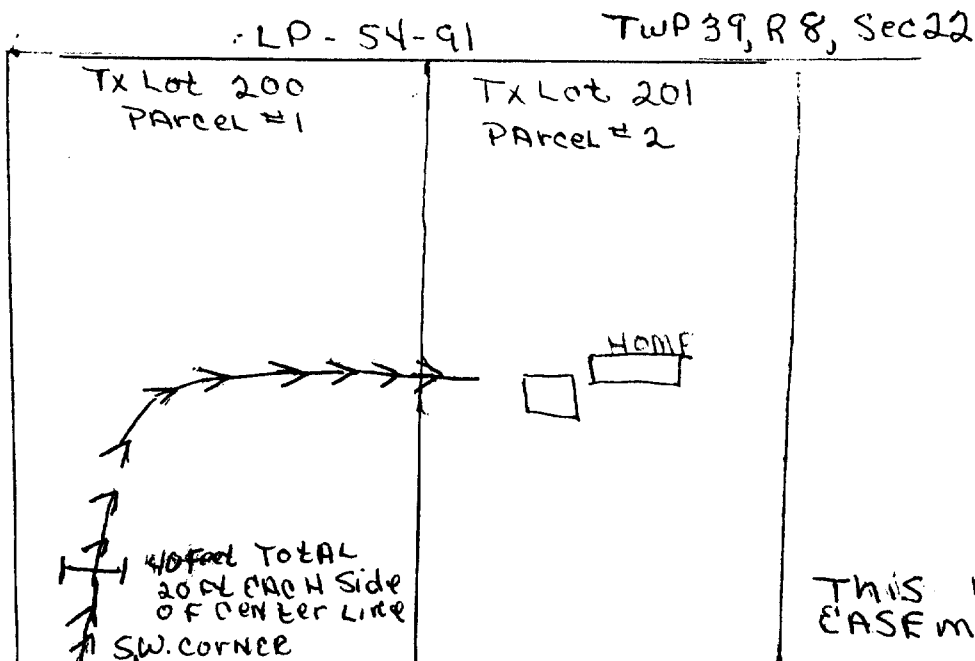 LP-54-91
TWP 39, R 8, Sec 22
Tx Lot 200
PArceL #1
Tx Lot 201
PArceL #2
HOME
40 Feet TOtAL
20 Ft EACH Side
OF CENter Line
S.W. CORNER
This
EASEm